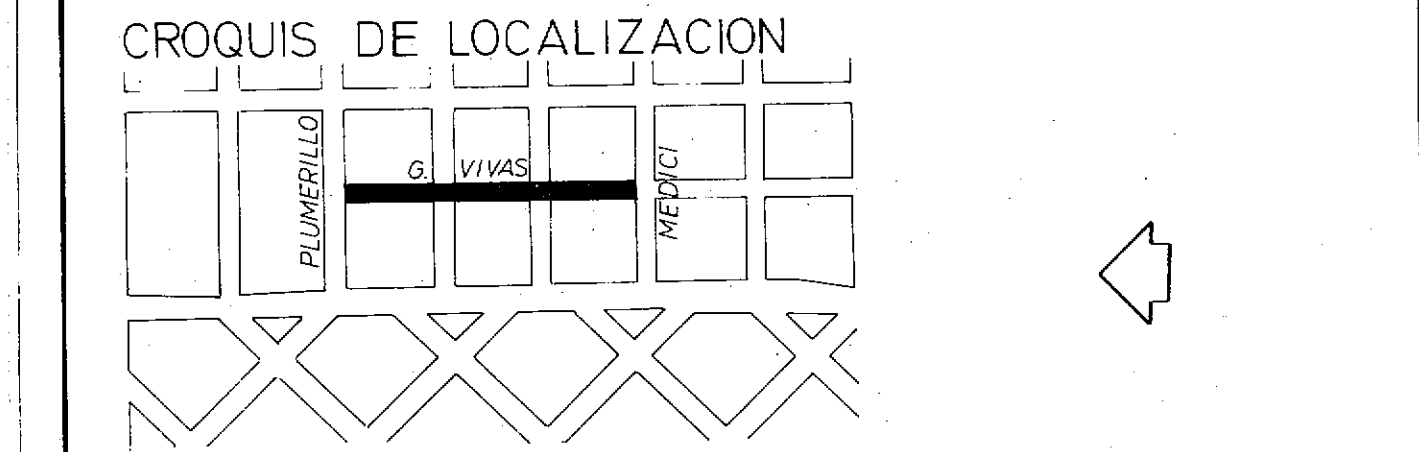 CROQUIS DE LOCALIZACION
PLUMERILLO
G. VIVAS
MEDICI